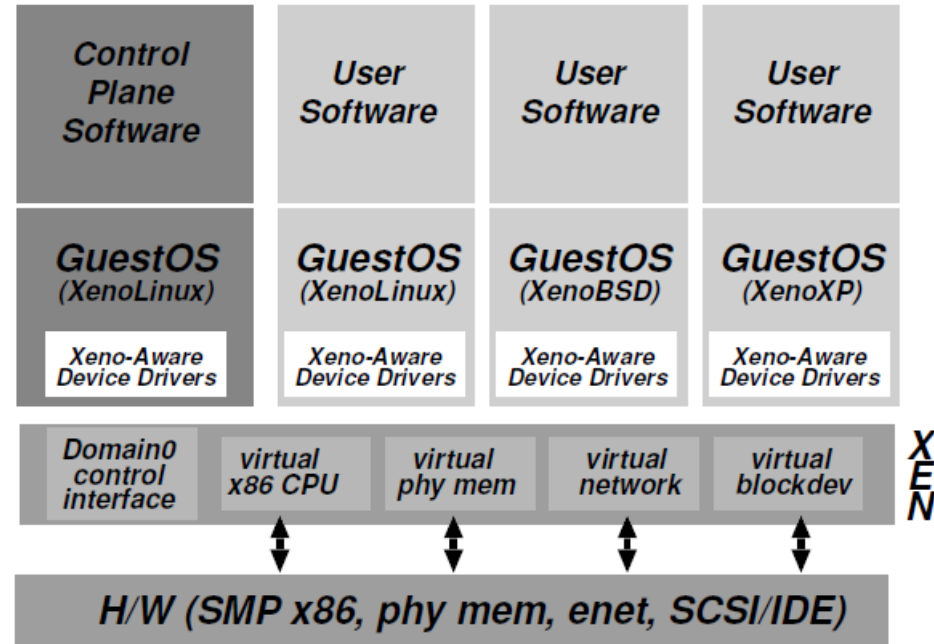 Control
Plane
Software
User
Software
User
Software
User
Software
GuestOS
(XenoLinux)
Xeno-Aware
Device Drivers
GuestOS
(XenoLinux)
Xeno-Aware
Device Drivers
GuestOS
(XenoBSD)
Xeno-Aware
Device Drivers
GuestOS
(XenoXP)
Xeno-Aware
Device Drivers
Domain0
control
interface
virtual
x86 CPU
virtual
phy mem
virtual
network
virtual
blockdev
XEN
H/W (SMP x86, phy mem, enet, SCSI/IDE)